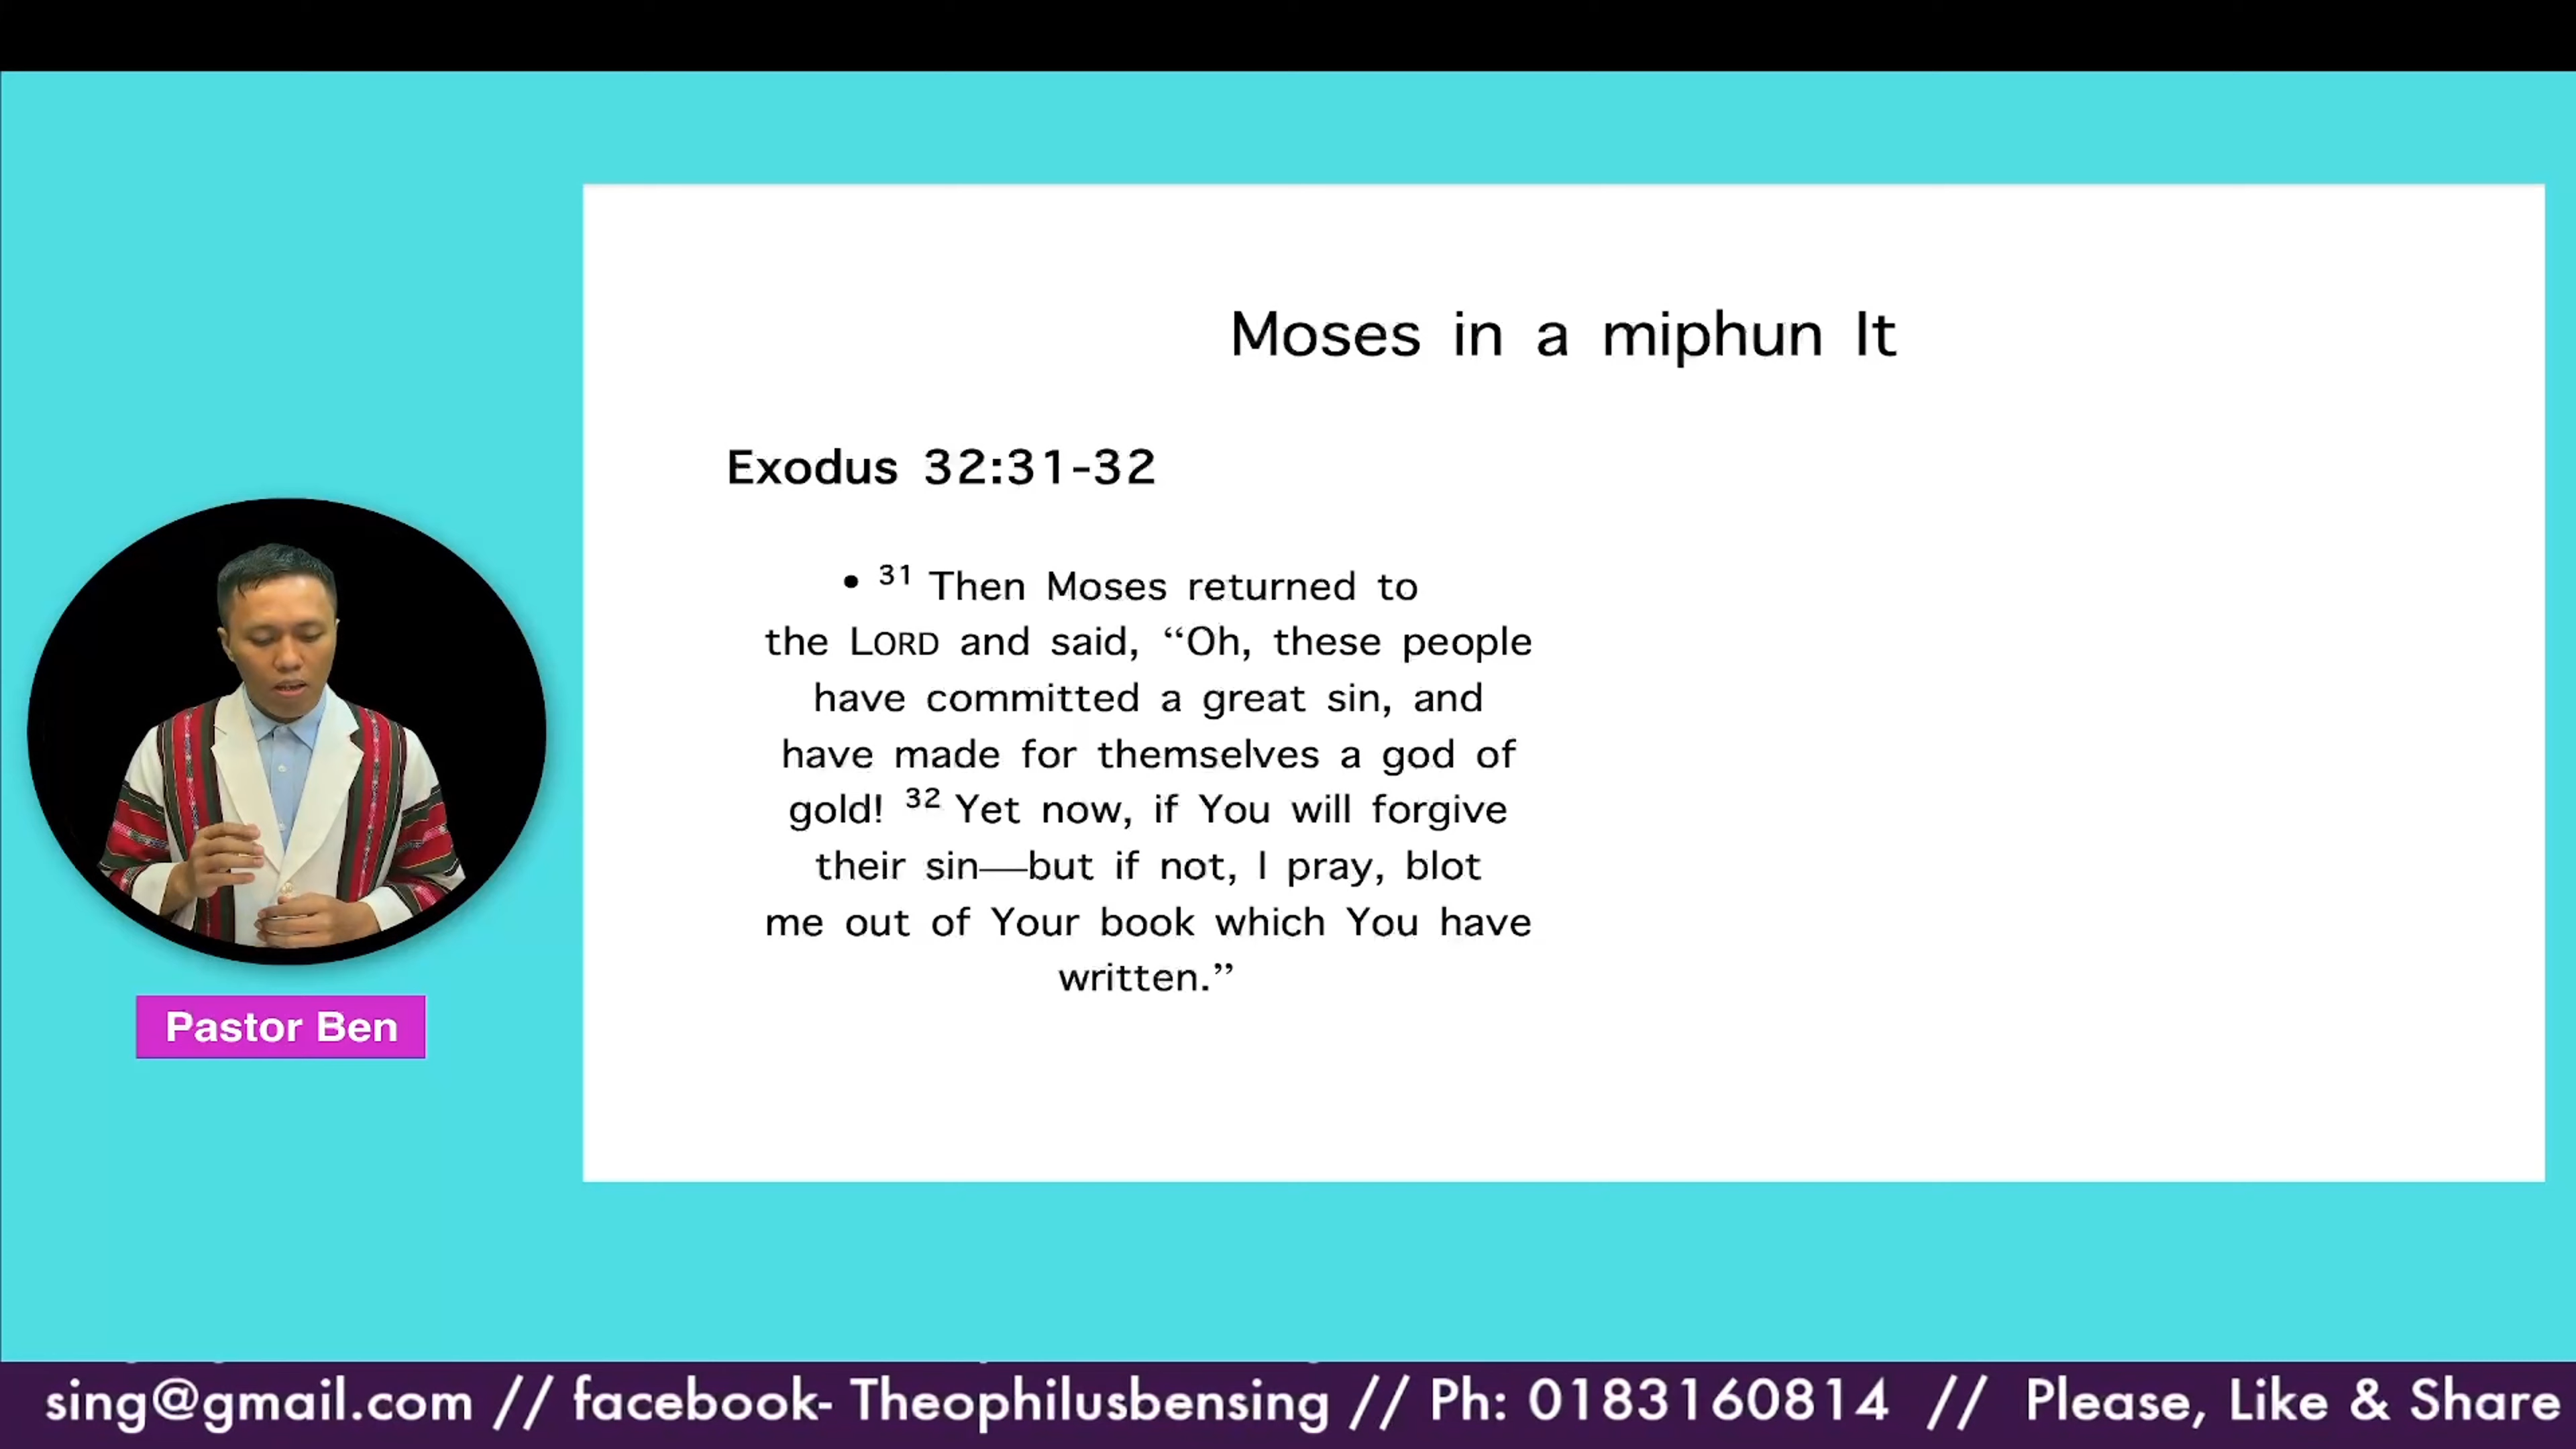 Moses in a miphun It
Exodus 32:31-32
• 31 Then Moses returned to
the LORD and said, “Oh, these people
have committed a great sin, and
have made for themselves a god of
gold! 32 Yet now, if You will forgive
their sin—but if not, I pray, blot
me out of Your book which You have
written.”
Pastor Ben
sing@gmail.com // facebook- Theophilusbensing // Ph: 0183160814 // Please, Like & Share